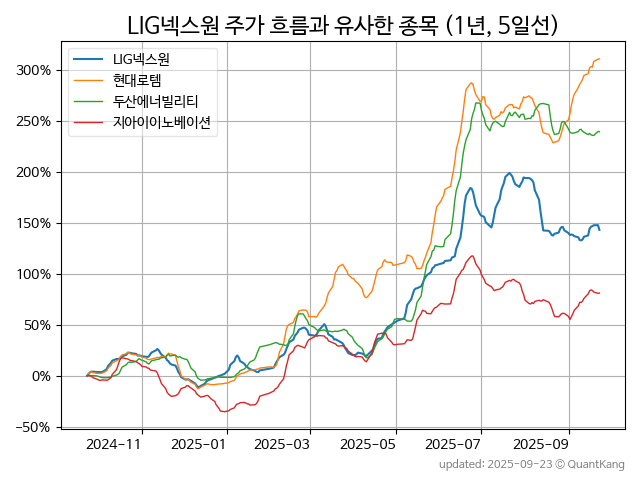 LIG넥스원 주가 흐름과 유사한 종목 (1년, 5일선)
LIG넥스원
현대로템
두산에너빌리티
지아이이노베이션
300%
250%
200%
150%
100%
50%
0%
−50%
2024-11 2025-01 2025-03 2025-05 2025-07 2025-09
updated: 2025-09-23 © QuantKang